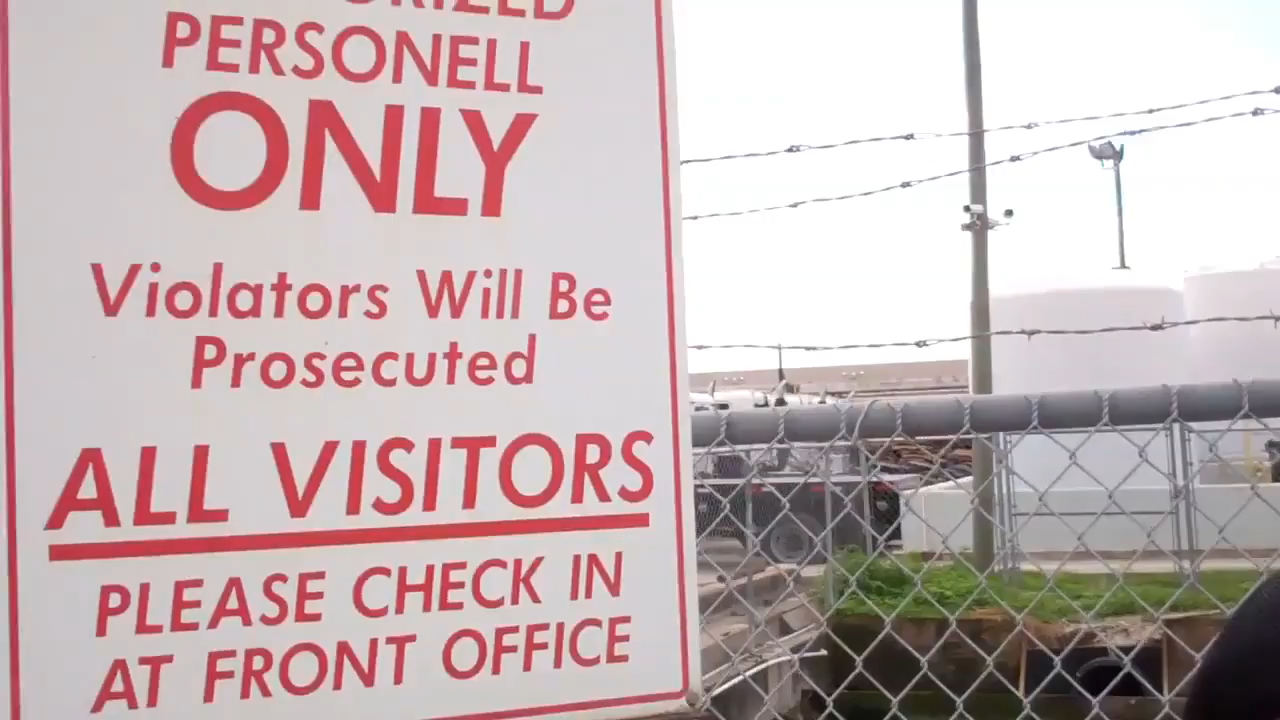 PERSONELL
ONLY
Violators Will Be
Prosecuted
ALL VISITORS
PLEASE CHECK IN
AT FRONT OFFICE